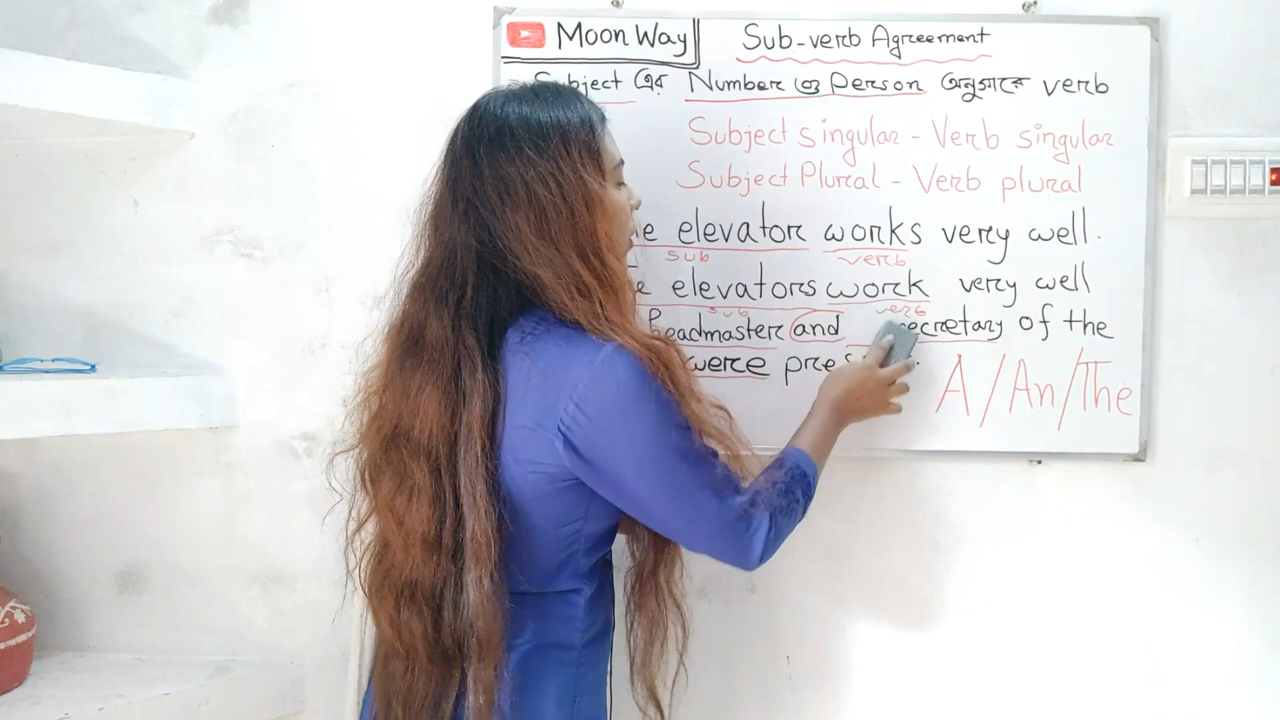 Moon Way
Sub-verb Agreement
Subject এর Number ও Person অনুসারে verb
Subject singular - Verb singular
Subject Plural - Verb plural
elevator works very well.
sub verb
elevators work very well
sub verb
headmaster and secretary of the
were
A/An/The